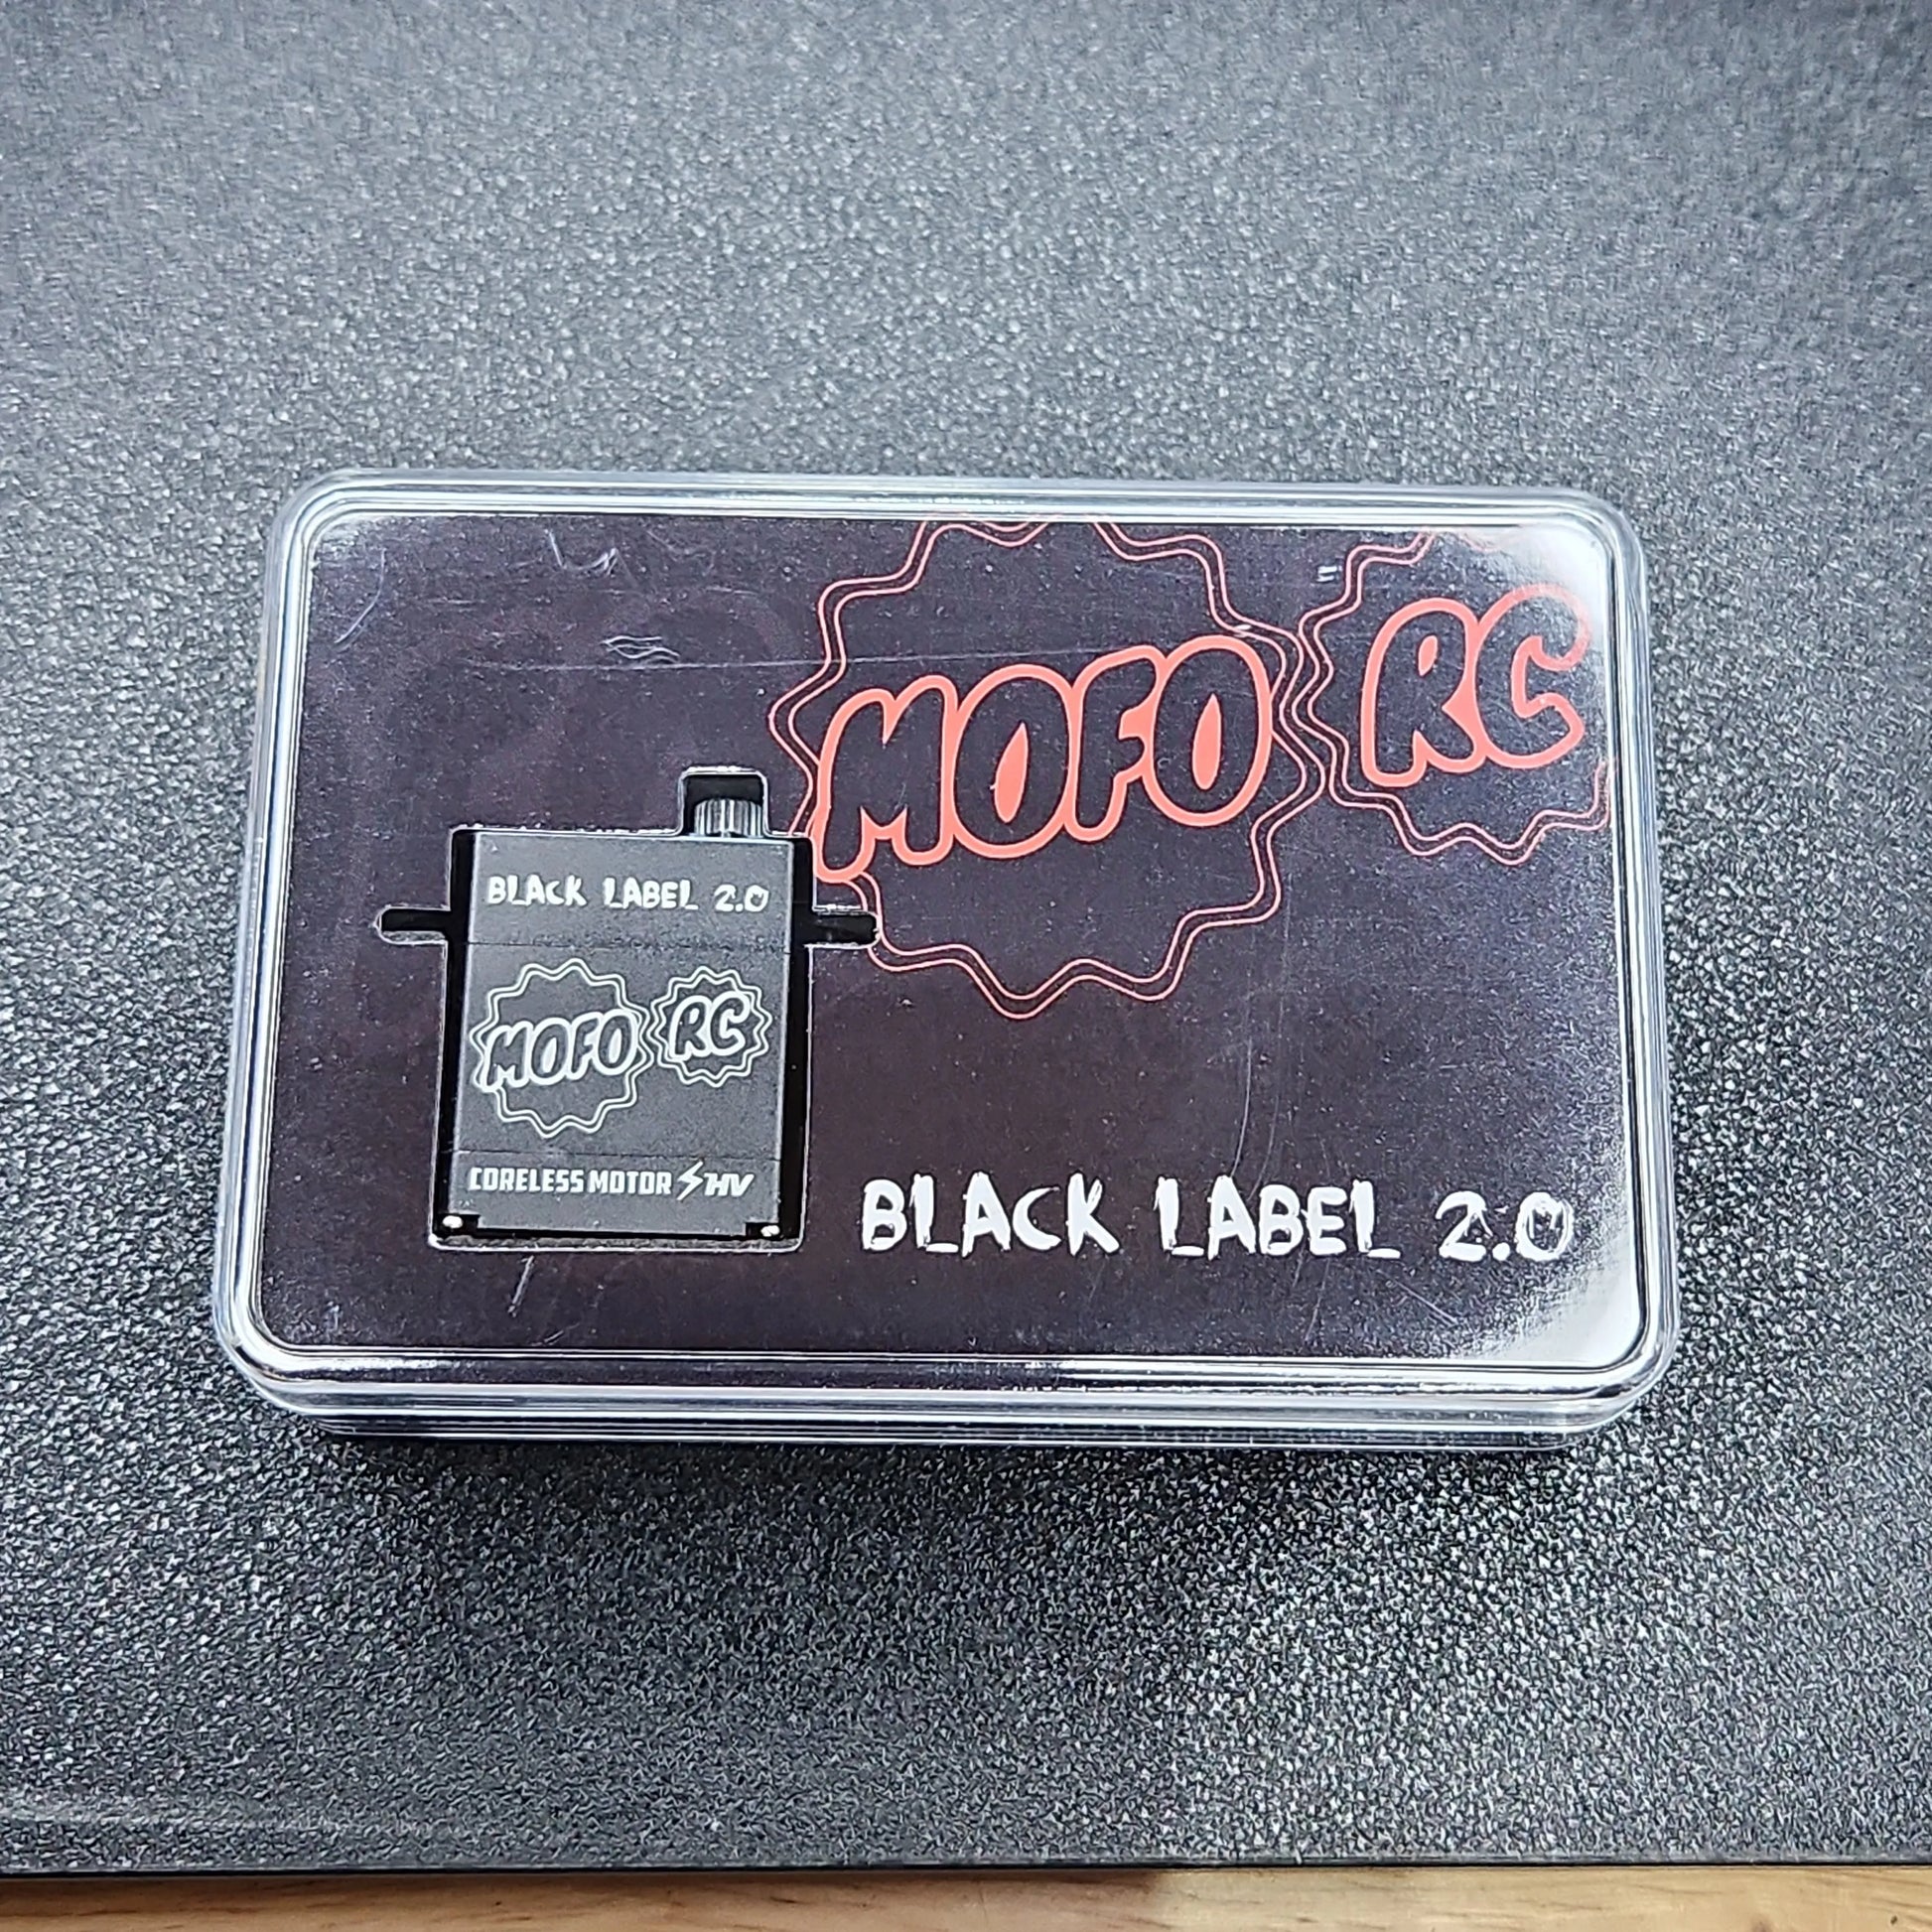 MOFO RC
BLACK LABEL 2.0
MOFO RC
CORELESS MOTOR HV
BLACK LABEL 2.0